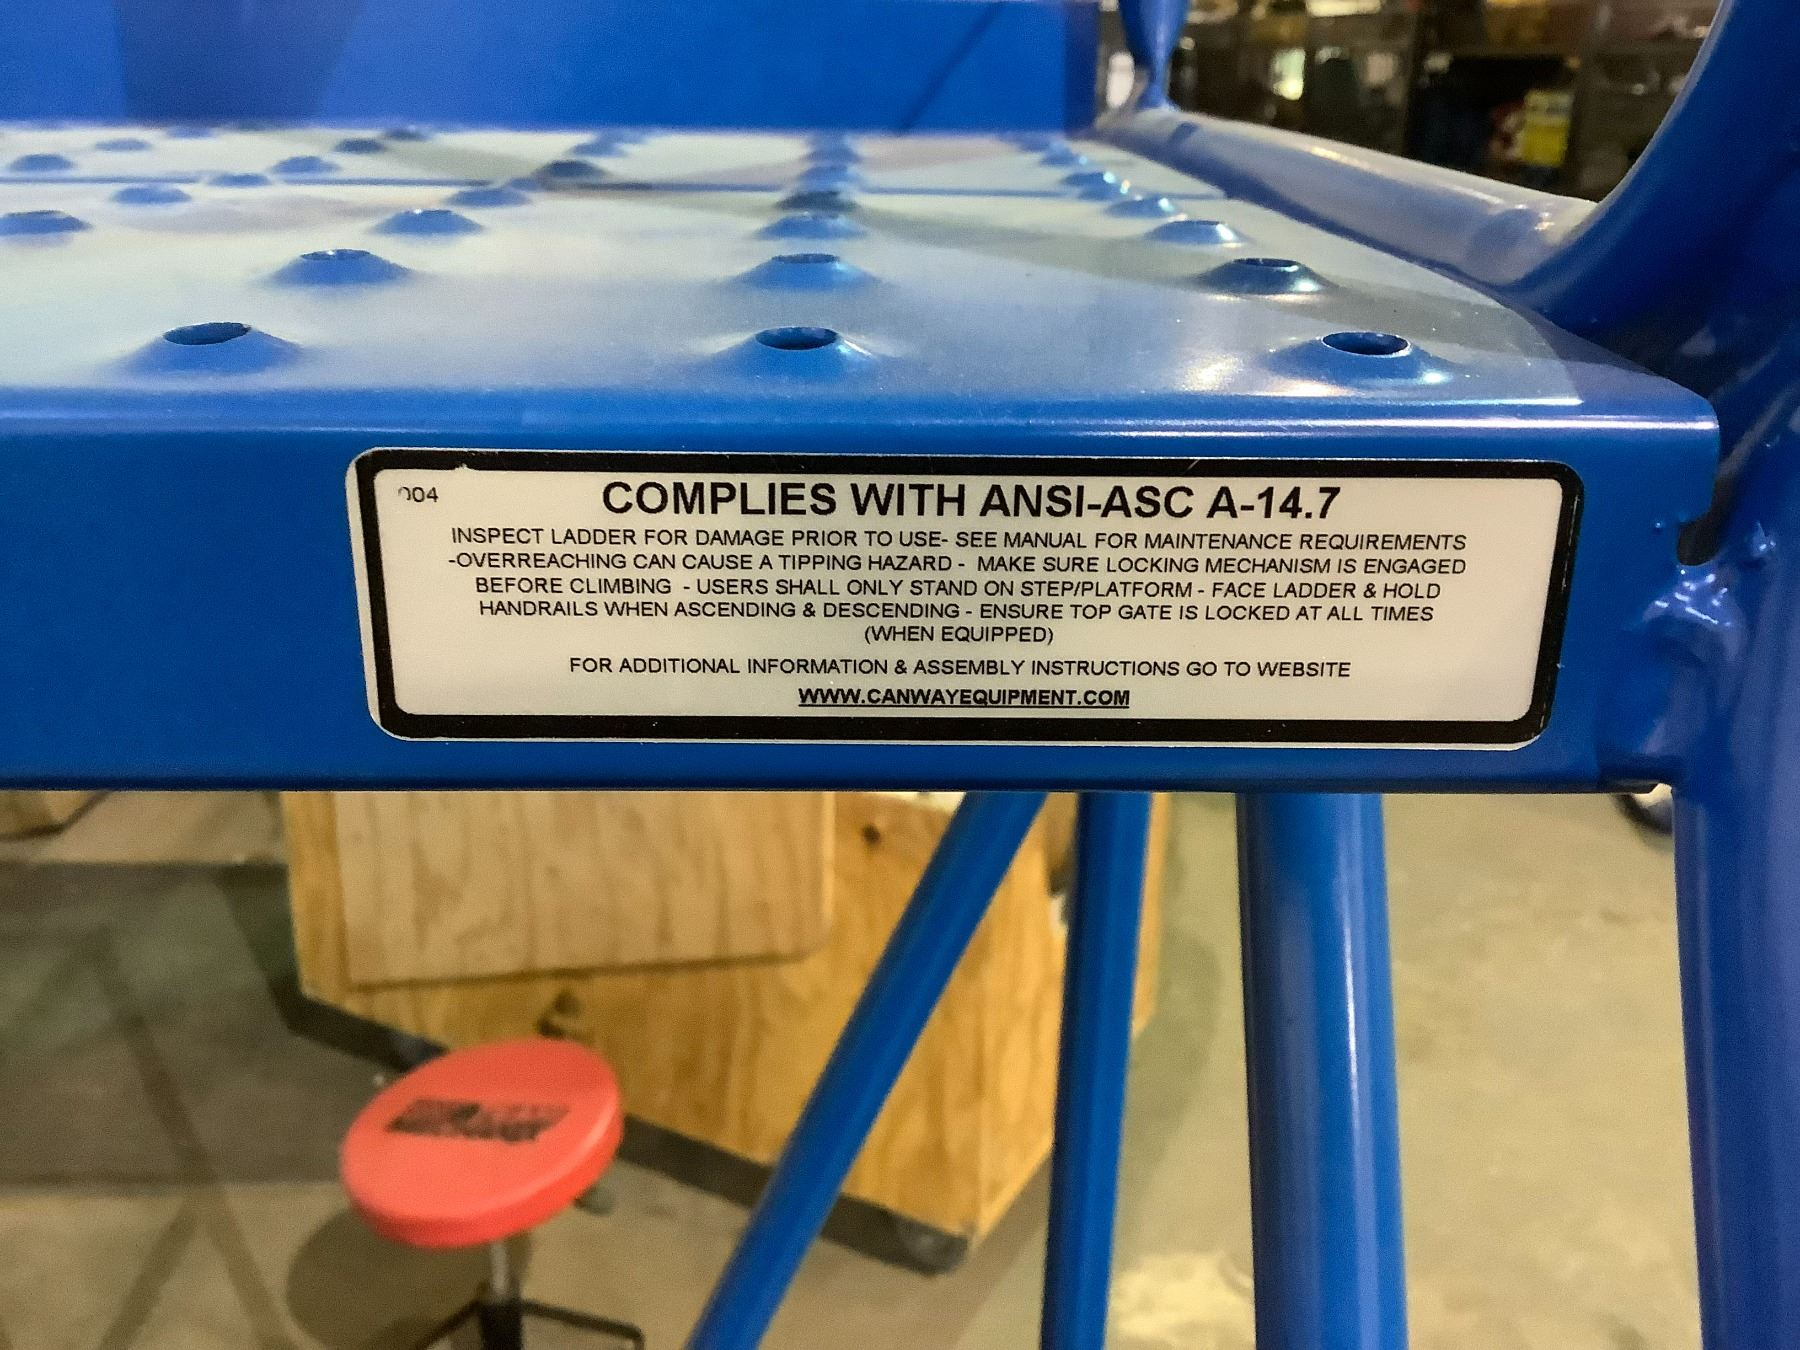 004
COMPLIES WITH ANSI-ASC A-14.7
INSPECT LADDER FOR DAMAGE PRIOR TO USE- SEE MANUAL FOR MAINTENANCE REQUIREMENTS
-OVERREACHING CAN CAUSE A TIPPING HAZARD - MAKE SURE LOCKING MECHANISM IS ENGAGED
BEFORE CLIMBING - USERS SHALL ONLY STAND ON STEP/PLATFORM - FACE LADDER & HOLD
HANDRAILS WHEN ASCENDING & DESCENDING - ENSURE TOP GATE IS LOCKED AT ALL TIMES
(WHEN EQUIPPED)
FOR ADDITIONAL INFORMATION & ASSEMBLY INSTRUCTIONS GO TO WEBSITE
WWW.CANWAYEQUIPMENT.COM